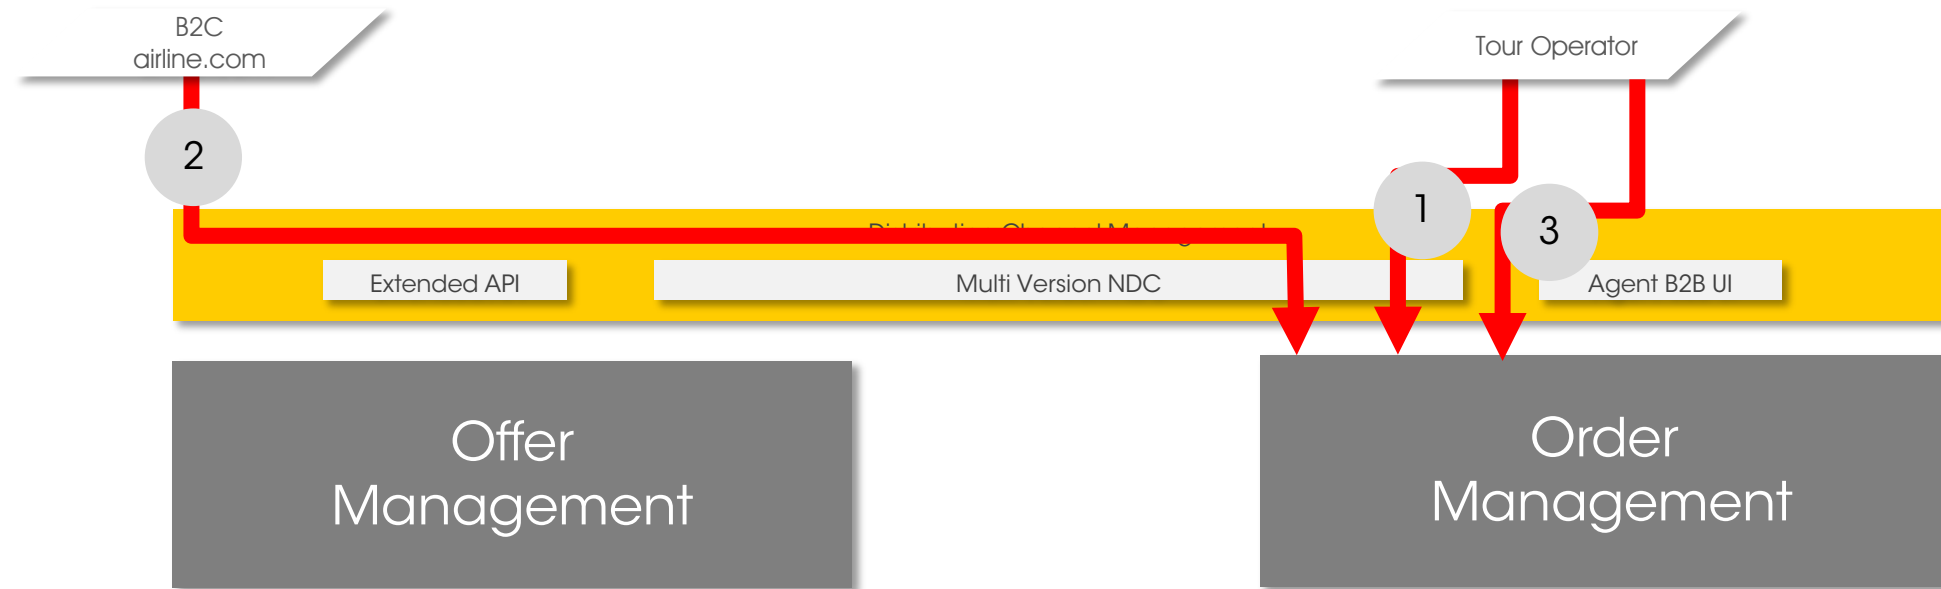 B2C
airline.com
Tour Operator
2
1
3
Extended API
Multi Version NDC
Agent B2B UI
Offer
Management
Order
Management